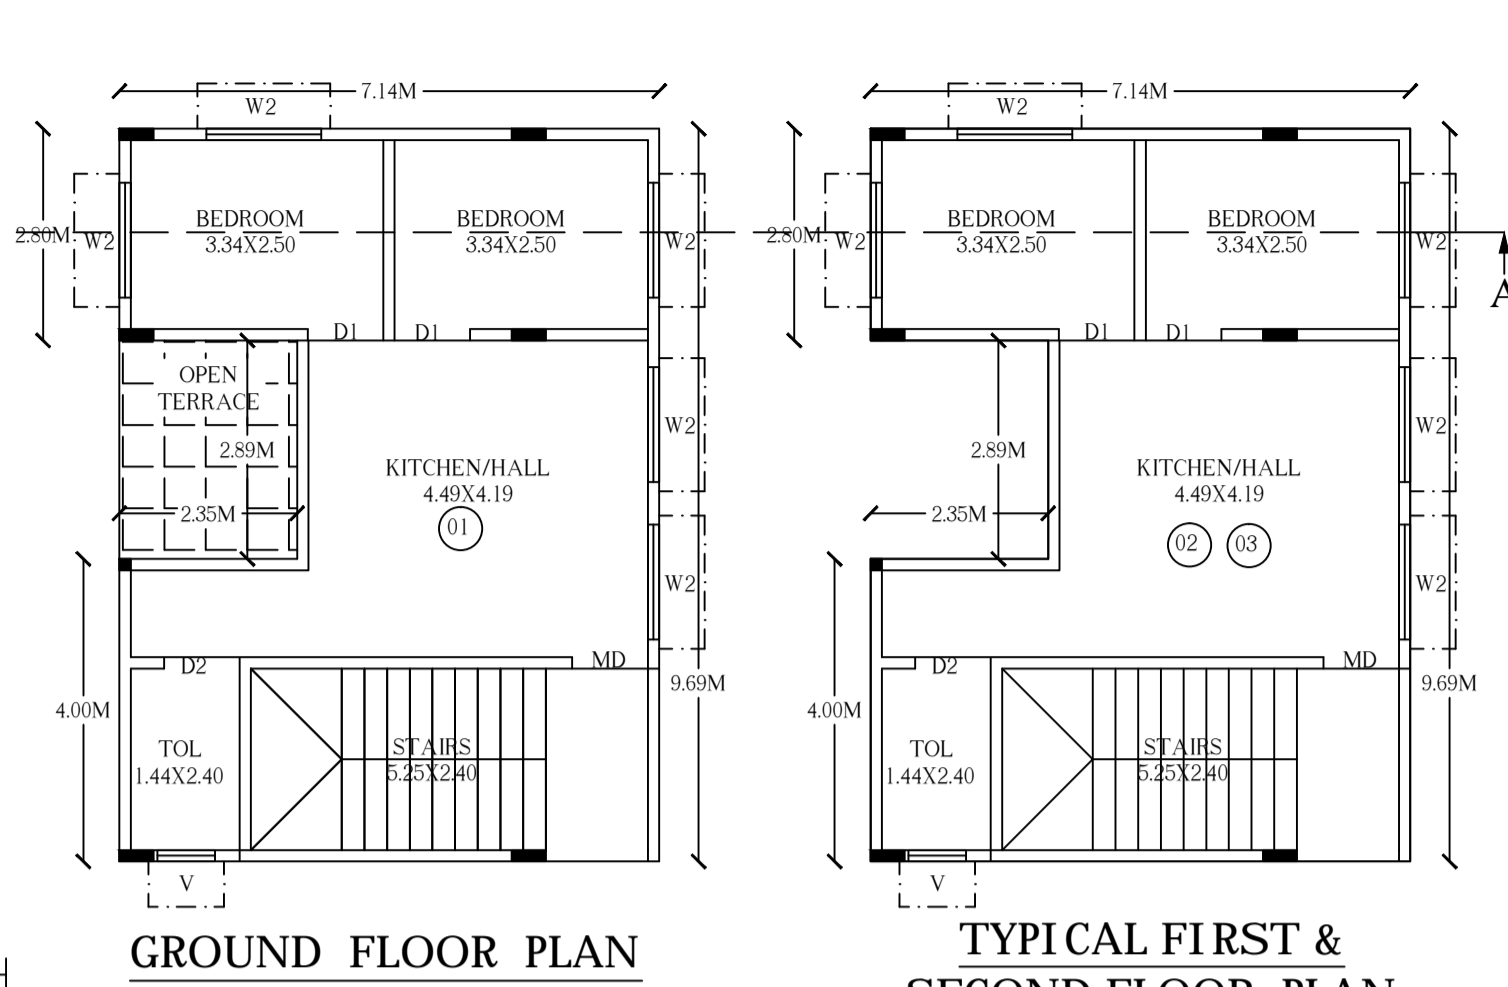 7.14M
W2
2.80M
W2
BEDROOM
3.34X2.50
BEDROOM
3.34X2.50
W2
D1
D1
OPEN
TERRACE
2.89M
2.35M
W2
KITCHEN/HALL
4.49X4.19
01
W2
D2
MD
9.69M
4.00M
TOL
1.44X2.40
STAIRS
5.25X2.40
V
GROUND FLOOR PLAN
7.14M
W2
2.80M
W2
BEDROOM
3.34X2.50
BEDROOM
3.34X2.50
W2
A
D1
D1
2.89M
2.35M
W2
KITCHEN/HALL
4.49X4.19
02
03
W2
D2
MD
9.69M
4.00M
TOL
1.44X2.40
STAIRS
5.25X2.40
V
TYPICAL FIRST &
SECOND FLOOR PLAN